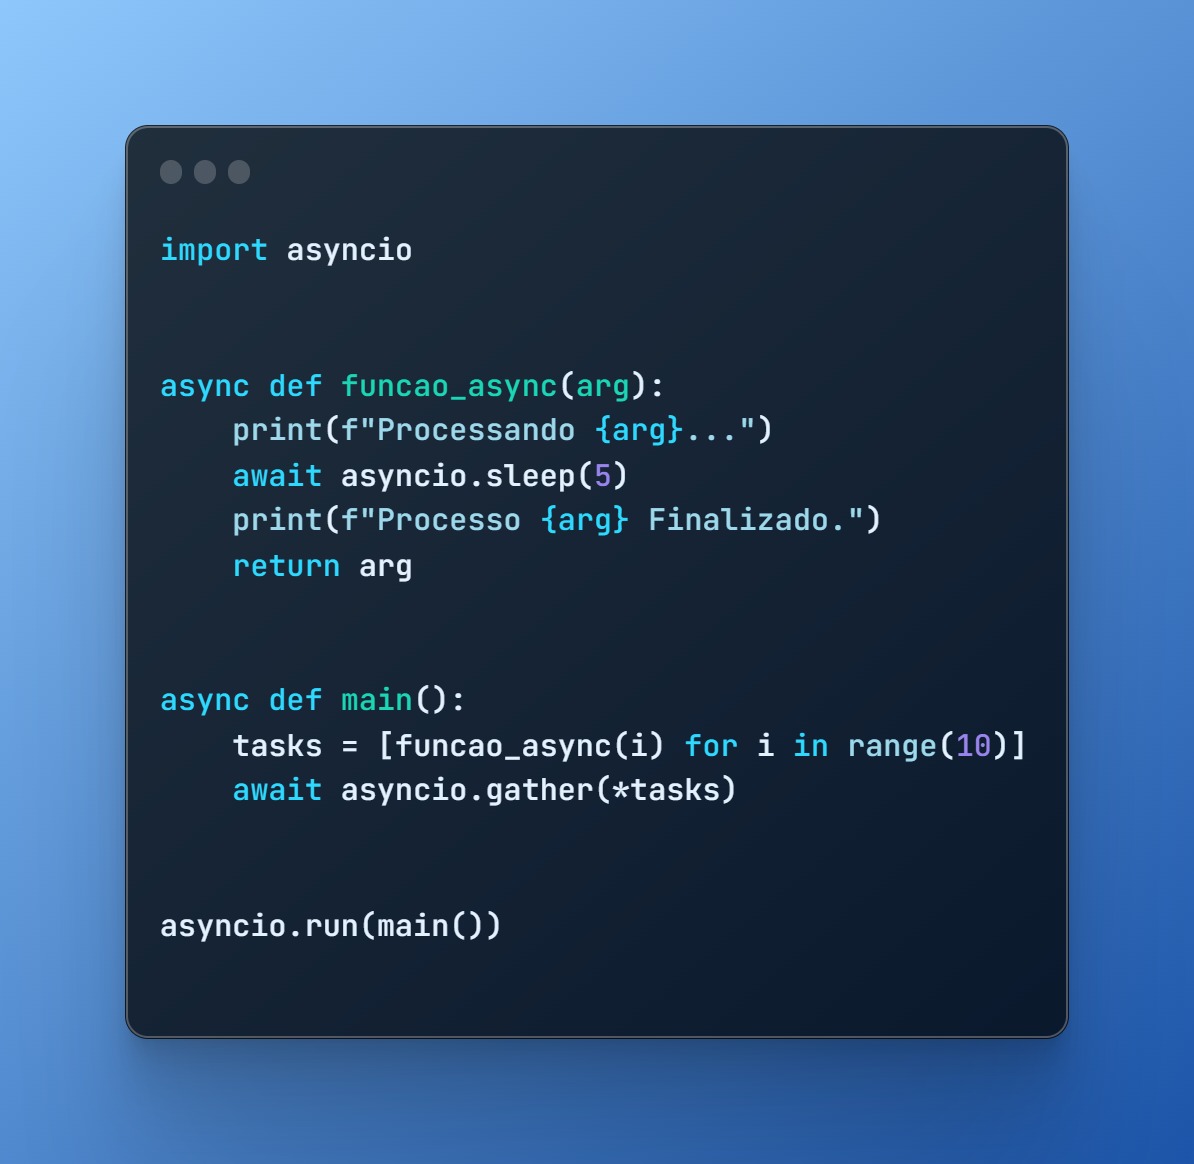 import asyncio
async def funcao_async(arg):
    print(f"Processando {arg}...")
    await asyncio.sleep(5)
    print(f"Processo {arg} Finalizado.")
    return arg
async def main():
    tasks = [funcao_async(i) for i in range(10)]
    await asyncio.gather(*tasks)
asyncio.run(main())